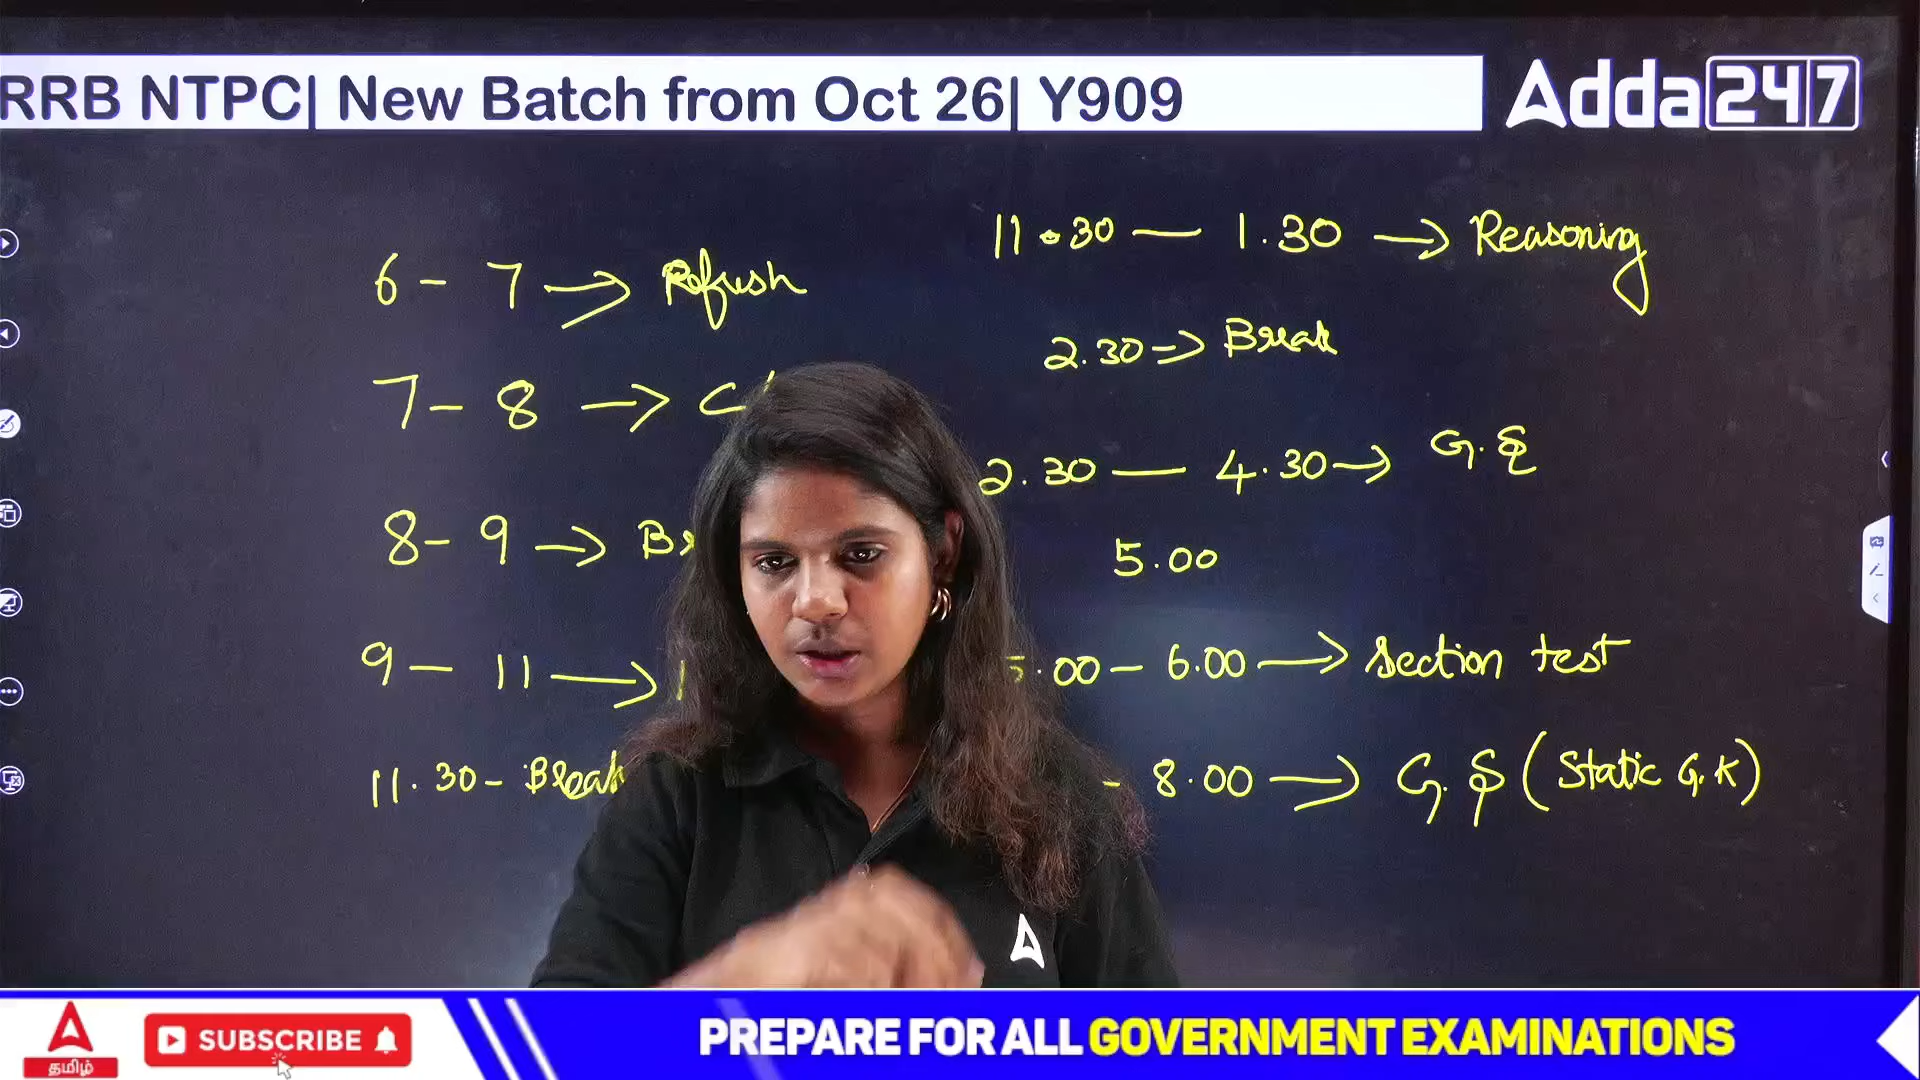 RRB NTPC| New Batch from Oct 26| Y909
Adda247
6 - 7 → Refresh
7 - 8 →
8 - 9 →
9 - 11 →
11.30 - Break
11.30 — 1.30 → Reasoning
2.30 → Break
2.30 — 4.30 → G.S
5.00
5.00 - 6.00 → Section test
- 8.00 → G.S (Static G.K)
தமிழ்
SUBSCRIBE
PREPARE FOR ALL GOVERNMENT EXAMINATIONS